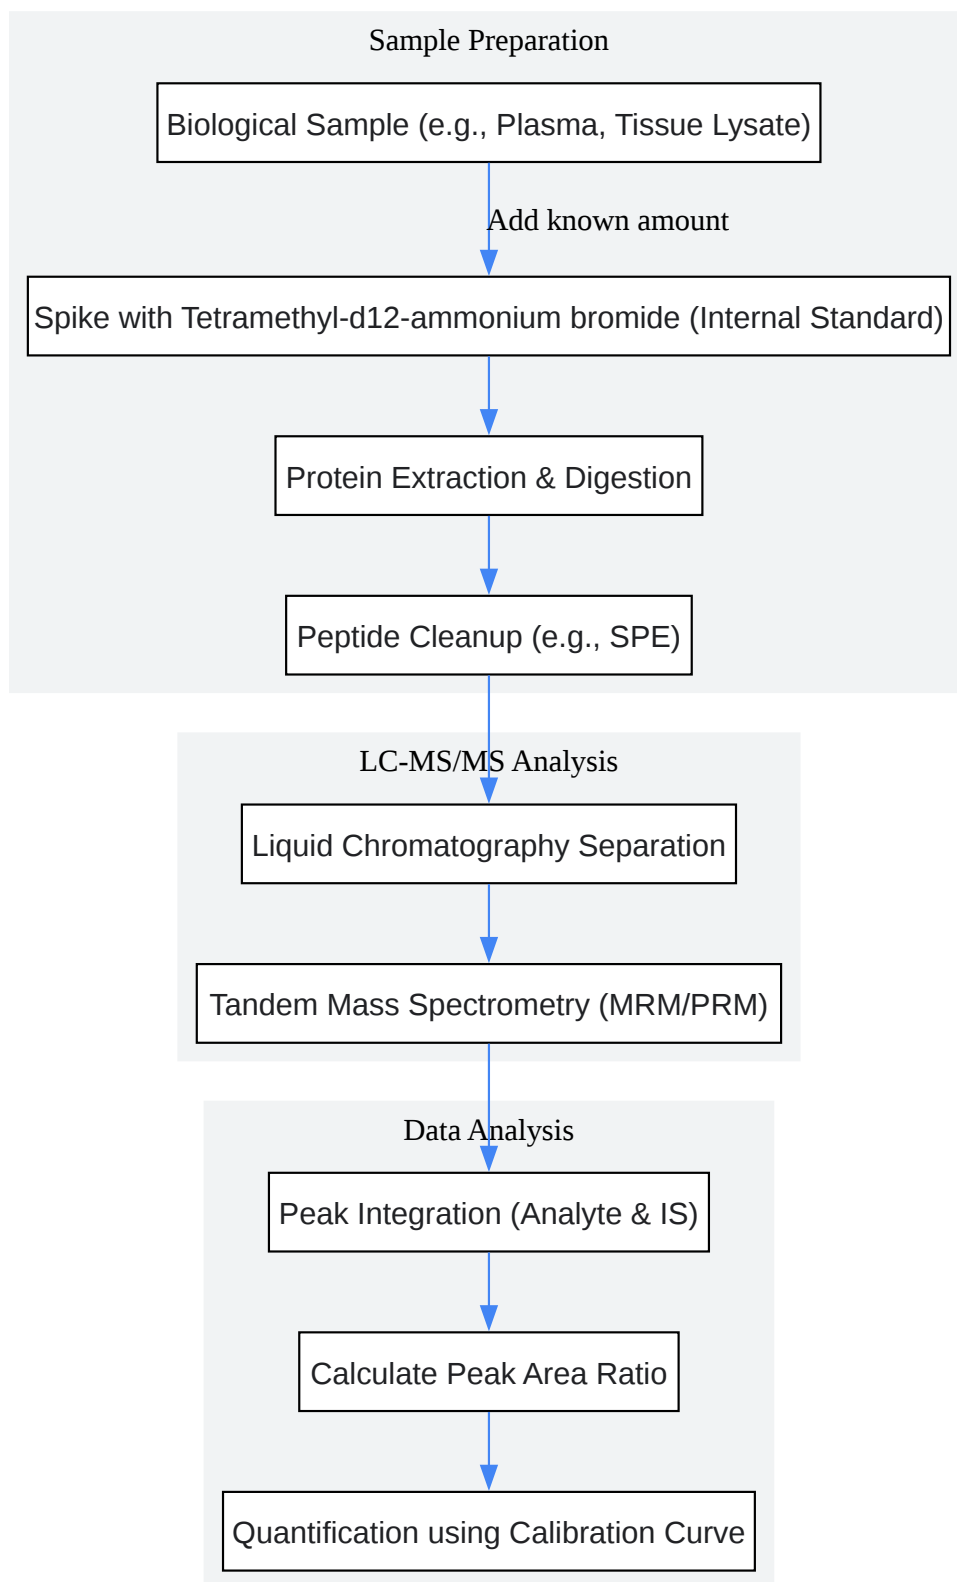 Sample Preparation
Biological Sample (e.g., Plasma, Tissue Lysate)
Add known amount
Spike with Tetramethyl-d12-ammonium bromide (Internal Standard)
Protein Extraction & Digestion
Peptide Cleanup (e.g., SPE)
LC-MS/MS Analysis
Liquid Chromatography Separation
Tandem Mass Spectrometry (MRM/PRM)
Data Analysis
Peak Integration (Analyte & IS)
Calculate Peak Area Ratio
Quantification using Calibration Curve